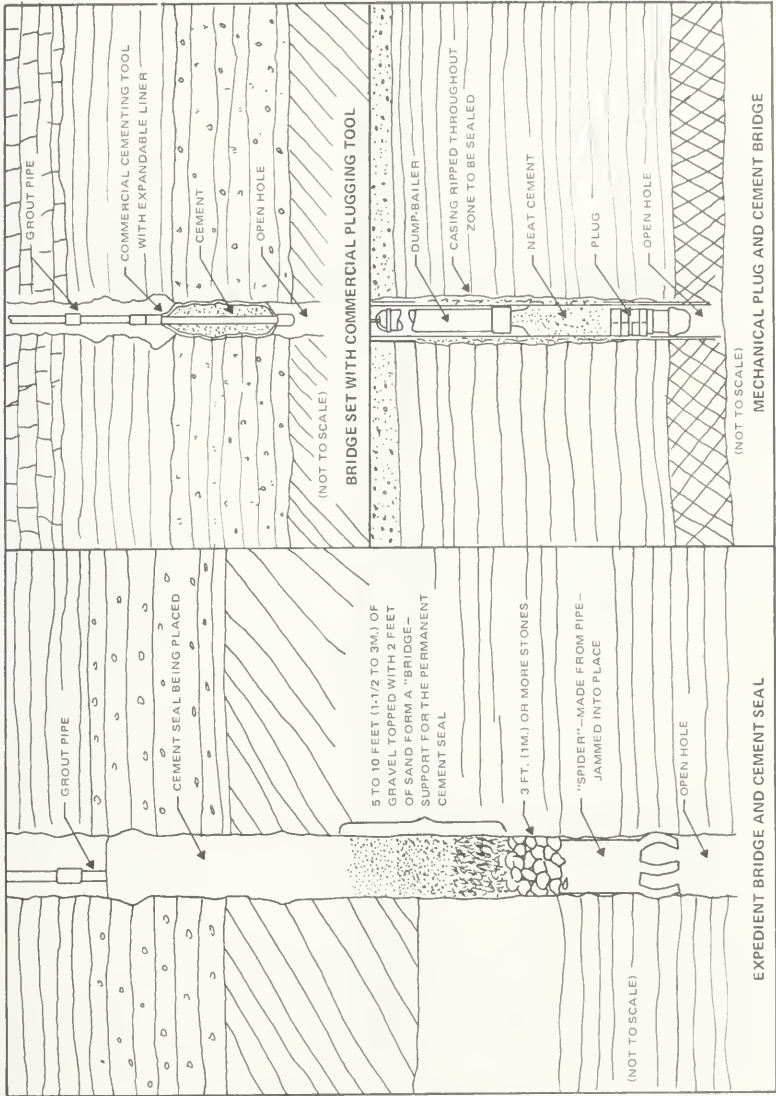 GROUT PIPE
CEMENT SEAL BEING PLACED
5 TO 10 FEET (1-1/2 TO 3M.) OF
GRAVEL TOPPED WITH 2 FEET
OF SAND FORM A "BRIDGE–
SUPPORT FOR THE PERMANENT
CEMENT SEAL
3 FT. (1M.) OR MORE STONES
"SPIDER"–MADE FROM PIPE–
JAMMED INTO PLACE
OPEN HOLE
(NOT TO SCALE)
EXPEDIENT BRIDGE AND CEMENT SEAL
GROUT PIPE
COMMERCIAL CEMENTING TOOL
WITH EXPANDABLE LINER
CEMENT
OPEN HOLE
(NOT TO SCALE)
BRIDGE SET WITH COMMERCIAL PLUGGING TOOL
DUMP-BAILER
CASING RIPPED THROUGHOUT
ZONE TO BE SEALED
NEAT CEMENT
PLUG
OPEN HOLE
(NOT TO SCALE)
MECHANICAL PLUG AND CEMENT BRIDGE